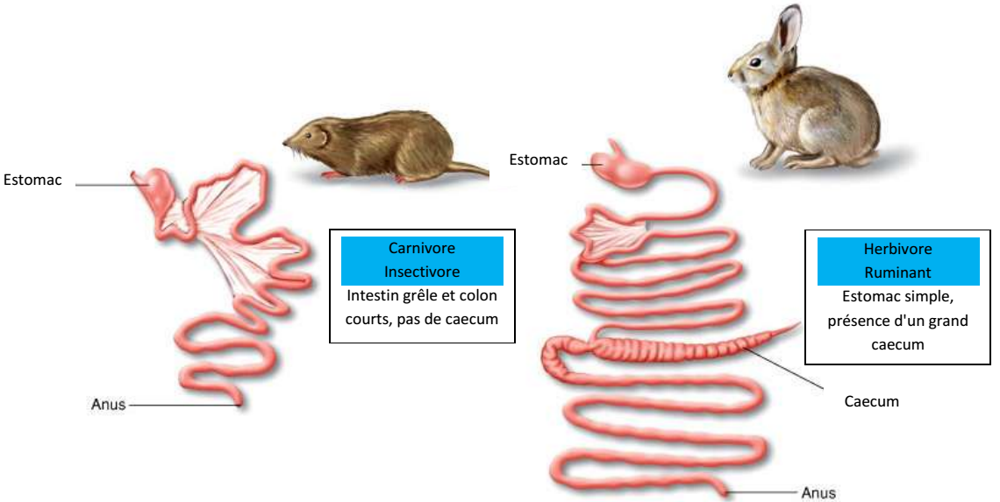 Estomac
Carnivore
Insectivore
Intestin grêle et colon
courts, pas de caecum
Anus
Estomac
Herbivore
Ruminant
Estomac simple,
présence d'un grand
caecum
Caecum
Anus